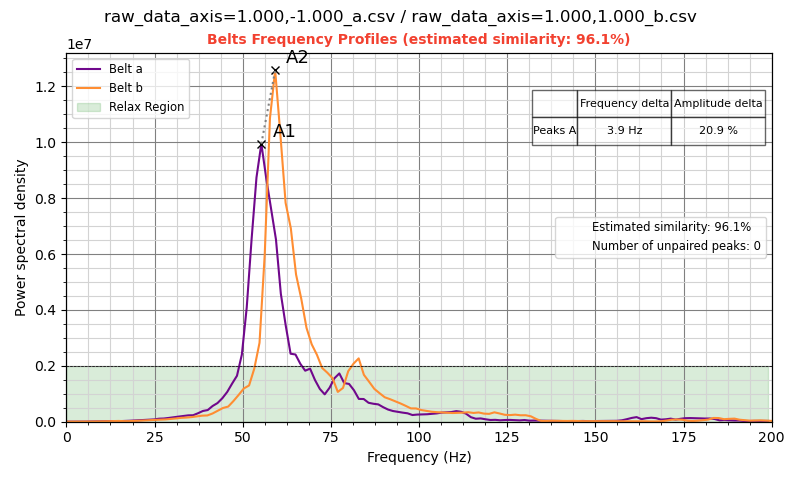 raw_data_axis=1.000,-1.000_a.csv / raw_data_axis=1.000,1.000_b.csv
Belts Frequency Profiles (estimated similarity: 96.1%)
1e7
A2
Belt a
Belt b
Relax Region
A1
Frequency delta Amplitude delta
Peaks A 3.9 Hz 20.9 %
Estimated similarity: 96.1%
Number of unpaired peaks: 0
Power spectral density
1.2
1.0
0.8
0.6
0.4
0.2
0.0
0 25 50 75 100 125 150 175 200
Frequency (Hz)